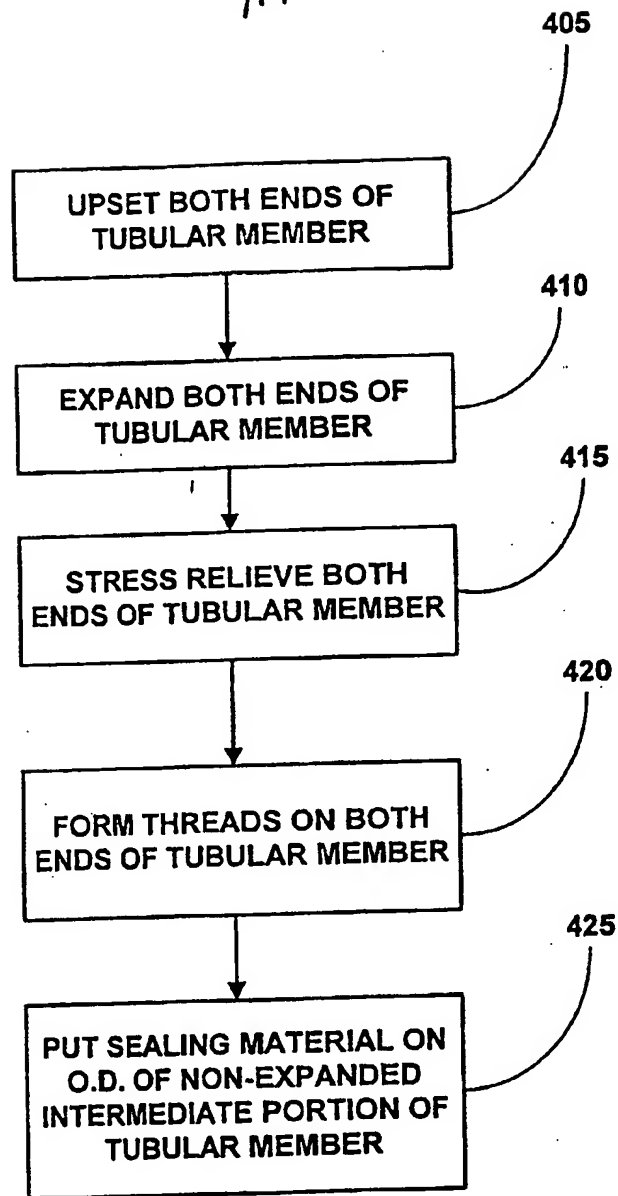 405
UPSET BOTH ENDS OF
TUBULAR MEMBER
410
EXPAND BOTH ENDS OF
TUBULAR MEMBER
415
STRESS RELIEVE BOTH
ENDS OF TUBULAR MEMBER
420
FORM THREADS ON BOTH
ENDS OF TUBULAR MEMBER
425
PUT SEALING MATERIAL ON
O.D. OF NON-EXPANDED
INTERMEDIATE PORTION OF
TUBULAR MEMBER